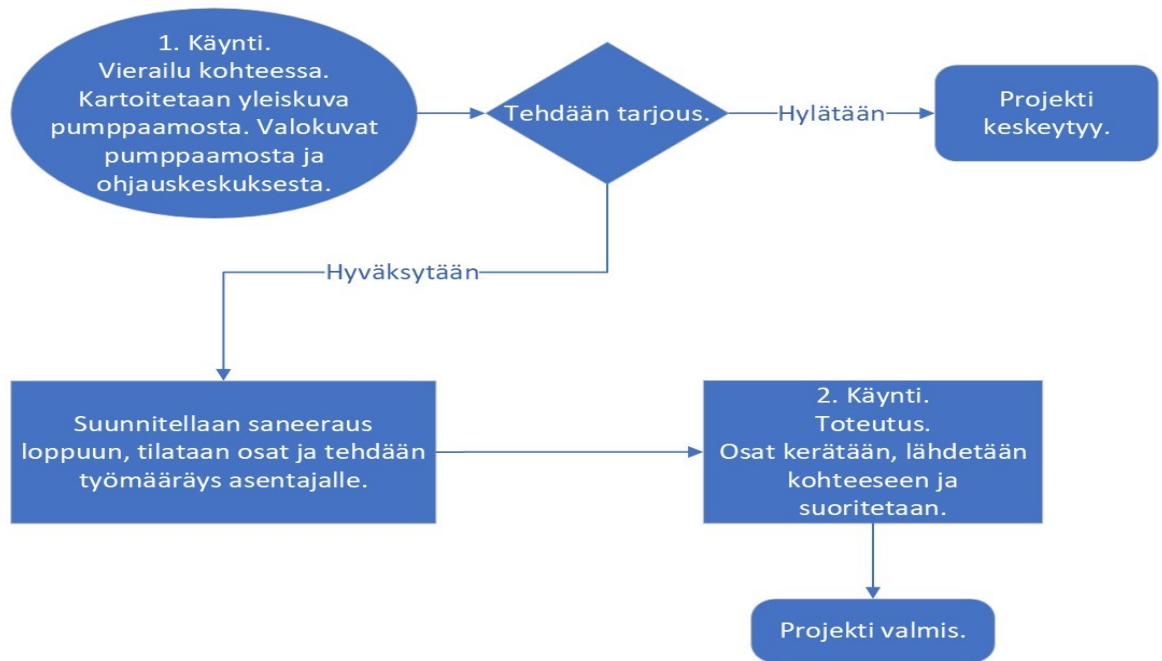 1. Käynti.
Vierailu kohteessa.
Kartoitetaan yleiskuva
pumppaamosta. Valokuvat
pumppaamosta ja
ohjauskeskuksesta.
Tehdään tarjous.
Hylätään
Projekti
keskeytyy.
Hyväksytään
Suunnitellaan saneeraus
loppuun, tilataan osat ja tehdään
työmääräys asentajalle.
2. Käynti.
Toteutus.
Osat kerätään, lähdetään
kohteeseen ja
suoritetaan.
Projekti valmis.